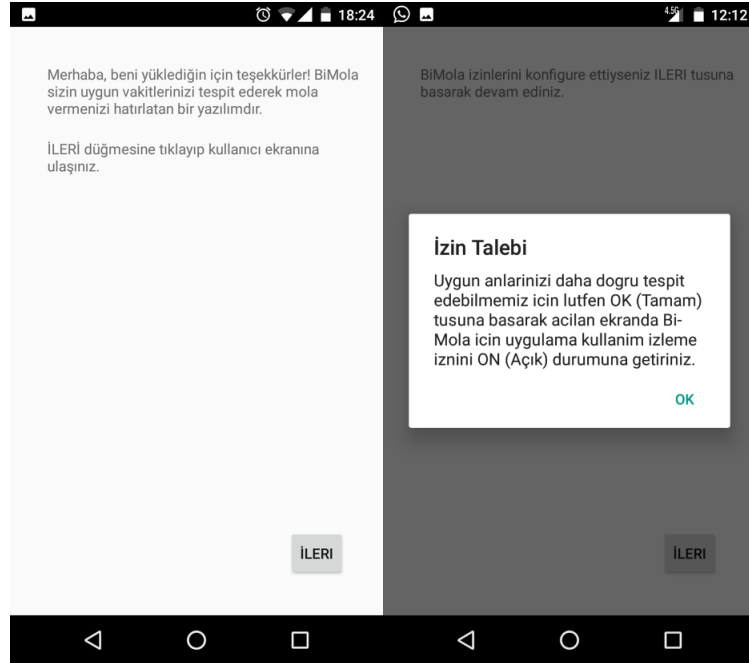 18:24
Merhaba, beni yüklediğin için teşekkürler! BiMola
sizin uygun vakitlerinizi tespit ederek mola
vermenizi hatırlatan bir yazılımdır.
İLERİ düğmesine tıklayıp kullanıcı ekranına
ulaşınız.
İLERI
4.5G 12:12
BiMola izinlerini konfigure ettiyseniz ILERI tusuna
basarak devam ediniz.
İzin Talebi
Uygun anlarinizi daha dogru tespit
edebilmemiz icin lutfen OK (Tamam)
tusuna basarak acilan ekranda Bi-
Mola icin uygulama kullanim izleme
iznini ON (Açık) durumuna getiriniz.
OK
İLERI